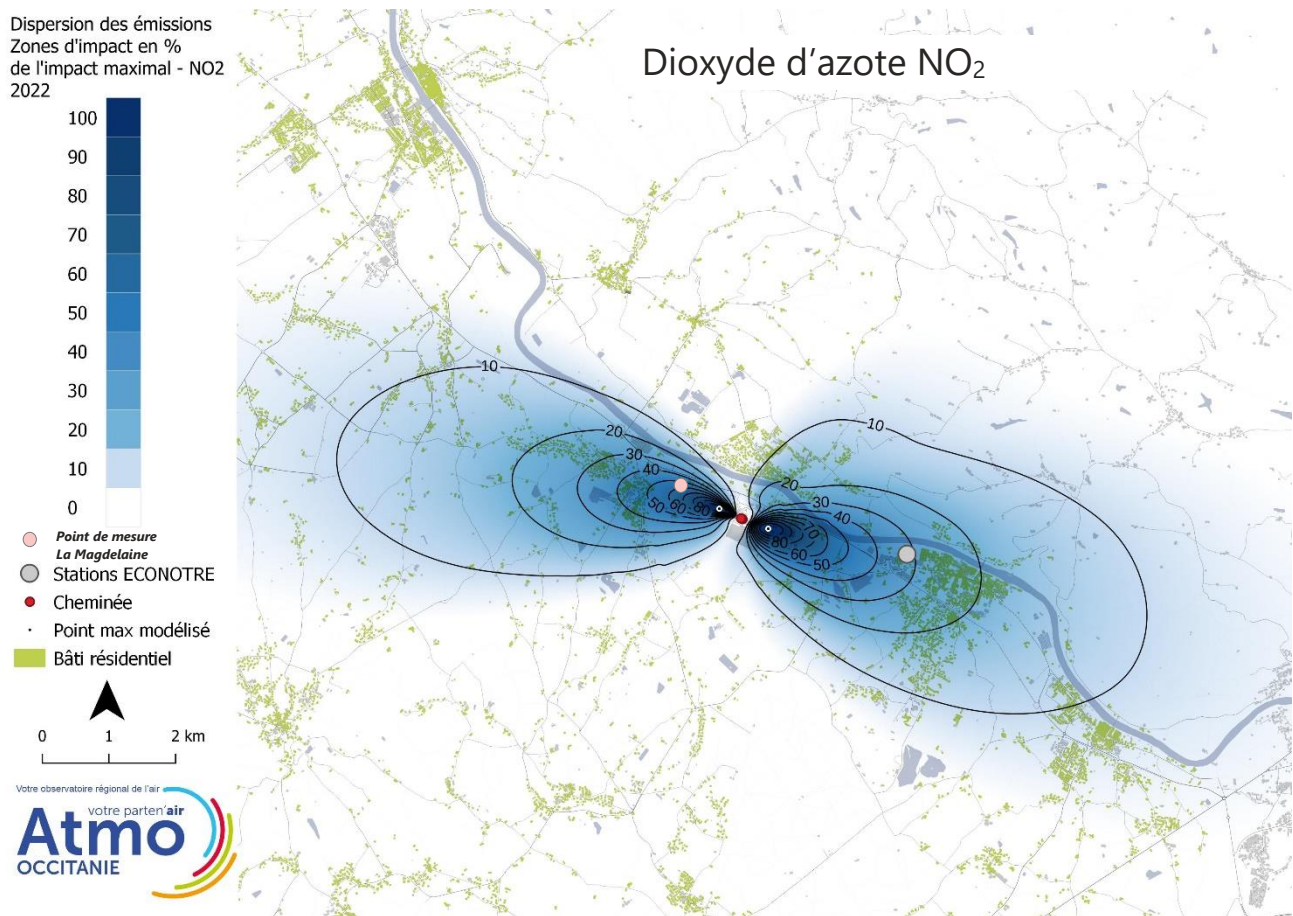 Dispersion des émissions
Zones d'impact en %
de l'impact maximal - NO2
2022
Dioxyde d'azote NO2
100
90
80
70
60
50
40
30
20
10
0
Point de mesure
La Magdelaine
Stations ECONOTRE
Cheminée
Point max modélisé
Bâti résidentiel
0 1 2 km
Votre observatoire régional de l'air
votre parten'air
Atmo
OCCITANIE
10
20
30
40
50
60
80
10
20
30
40
70
80
60
50